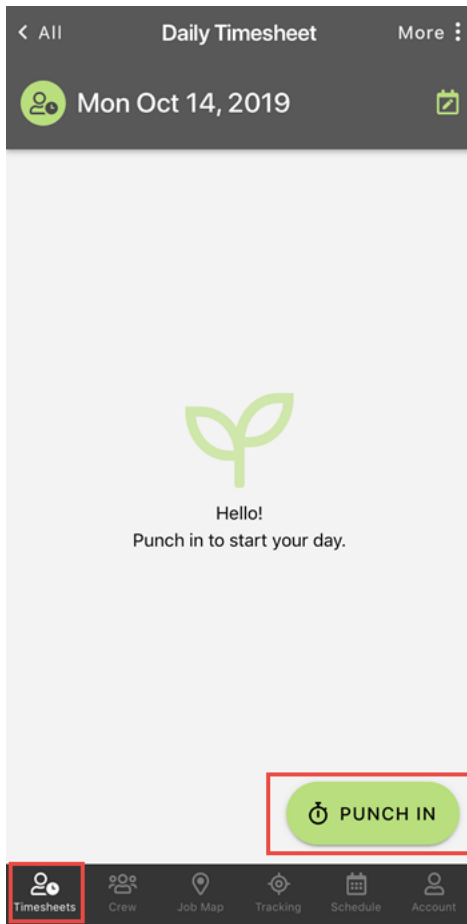 All
Daily Timesheet
More
Mon Oct 14, 2019
Hello!
Punch in to start your day.
PUNCH IN
Timesheets
Crew
Job Map
Tracking
Schedule
Account